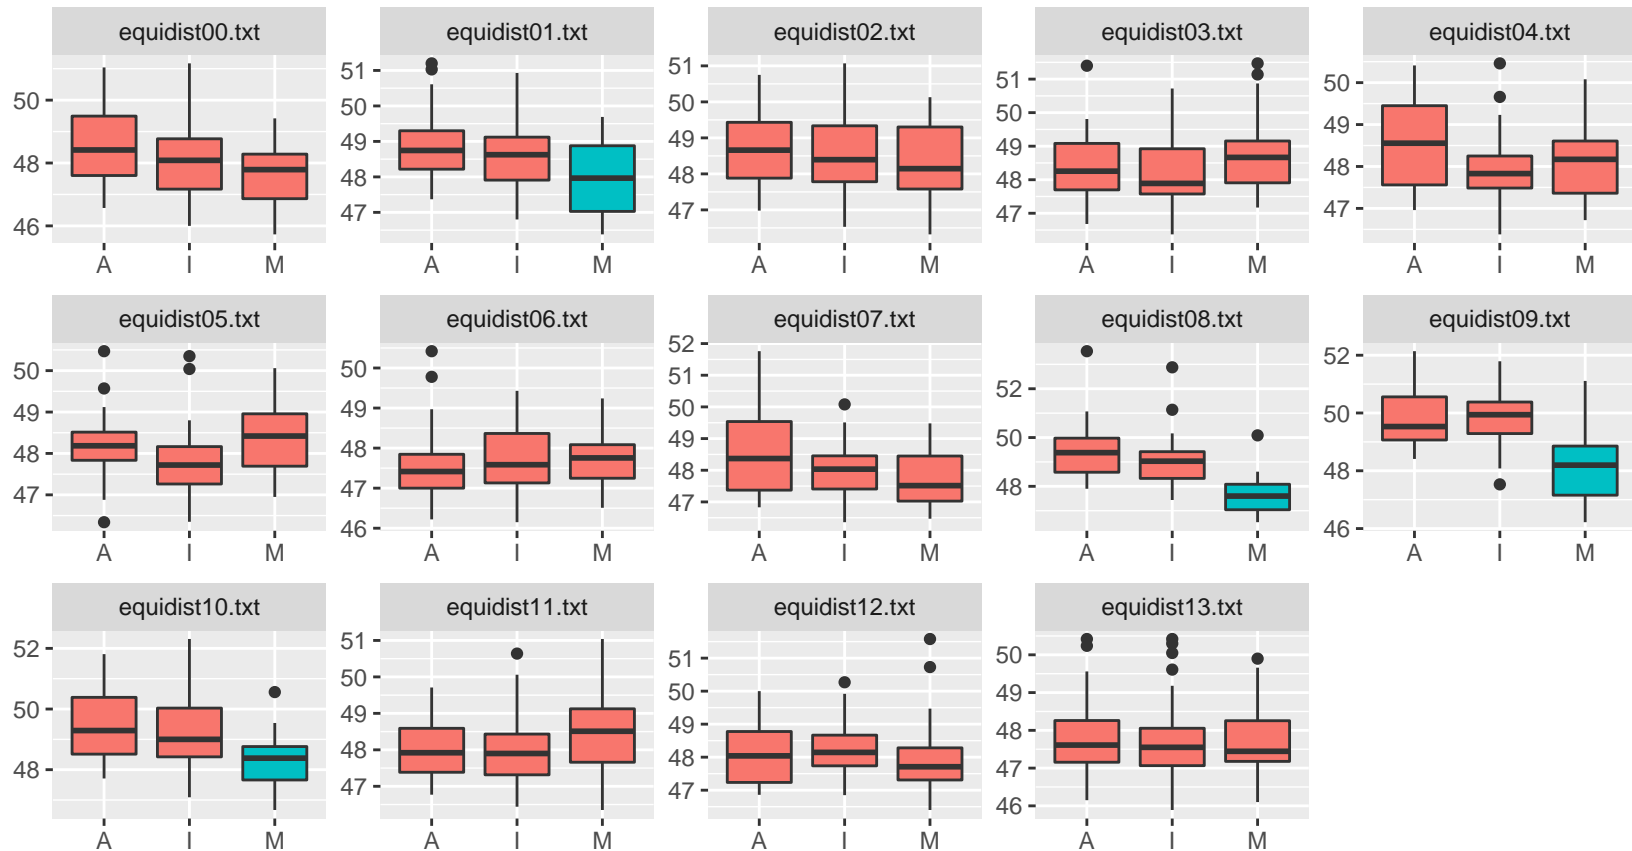 equidist00.txt
50
48
46
A I M
equidist01.txt
51
50
49
48
47
A I M
equidist02.txt
51
50
49
48
47
A I M
equidist03.txt
51
50
49
48
47
A I M
equidist04.txt
50
49
48
47
A I M
equidist05.txt
50
49
48
47
A I M
equidist06.txt
50
49
48
47
46
A I M
equidist07.txt
52
51
50
49
48
47
A I M
equidist08.txt
52
50
48
A I M
equidist09.txt
52
50
48
46
A I M
equidist10.txt
52
50
48
A I M
equidist11.txt
51
50
49
48
47
A I M
equidist12.txt
51
50
49
48
47
A I M
equidist13.txt
50
49
48
47
46
A I M